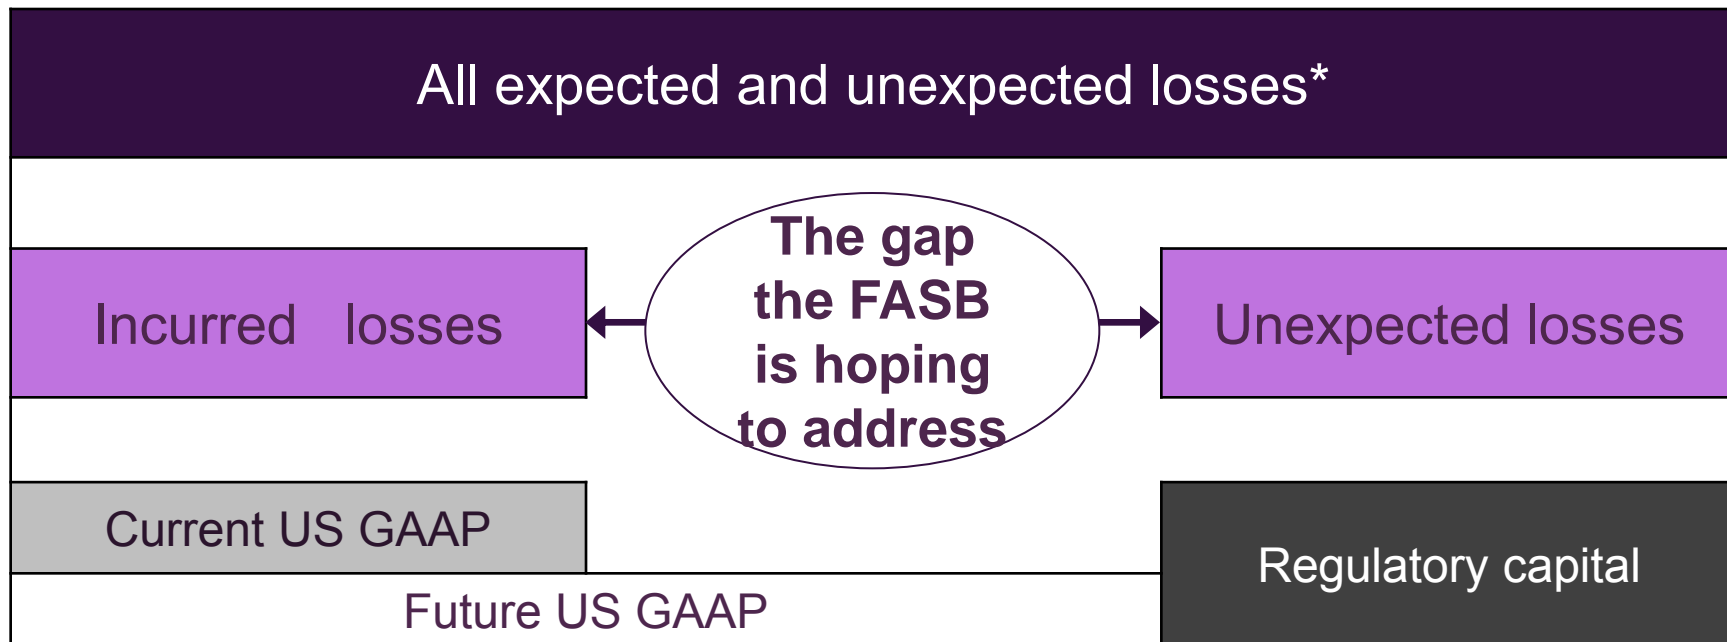 All expected and unexpected losses*
The gap
the FASB
is hoping
to address
Incurred losses
Unexpected losses
Current US GAAP
Regulatory capital
Future US GAAP